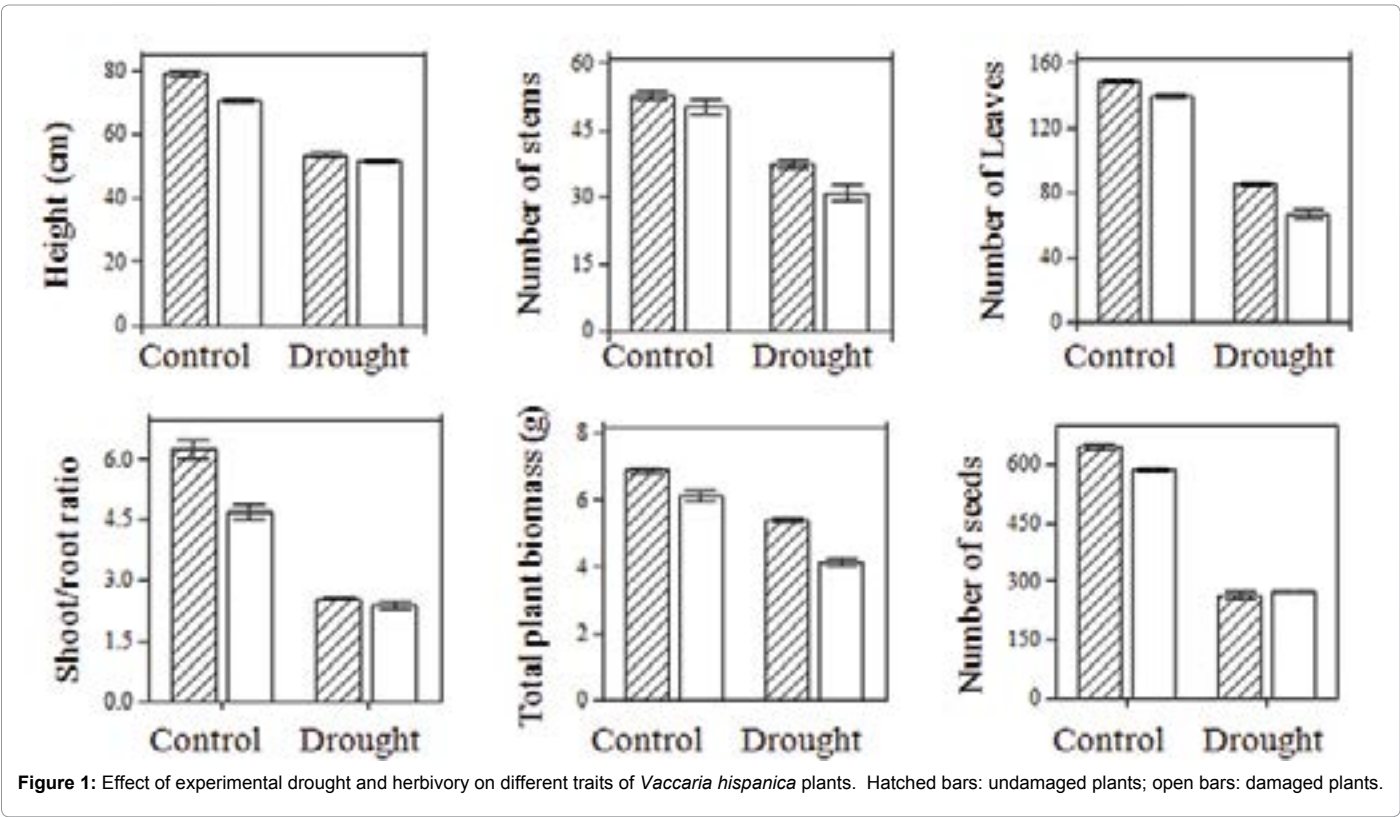 Height (cm)
80
60
40
20
0
Control Drought
Number of stems
60
45
30
15
0
Control Drought
Number of Leaves
160
120
80
40
0
Control Drought
Shoot/root ratio
6.0
4.5
3.0
1.5
0.0
Control Drought
Total plant biomass (g)
8
6
4
2
0
Control Drought
Number of seeds
600
450
300
150
0
Control Drought
Figure 1: Effect of experimental drought and herbivory on different traits of Vaccaria hispanica plants. Hatched bars: undamaged plants; open bars: damaged plants.